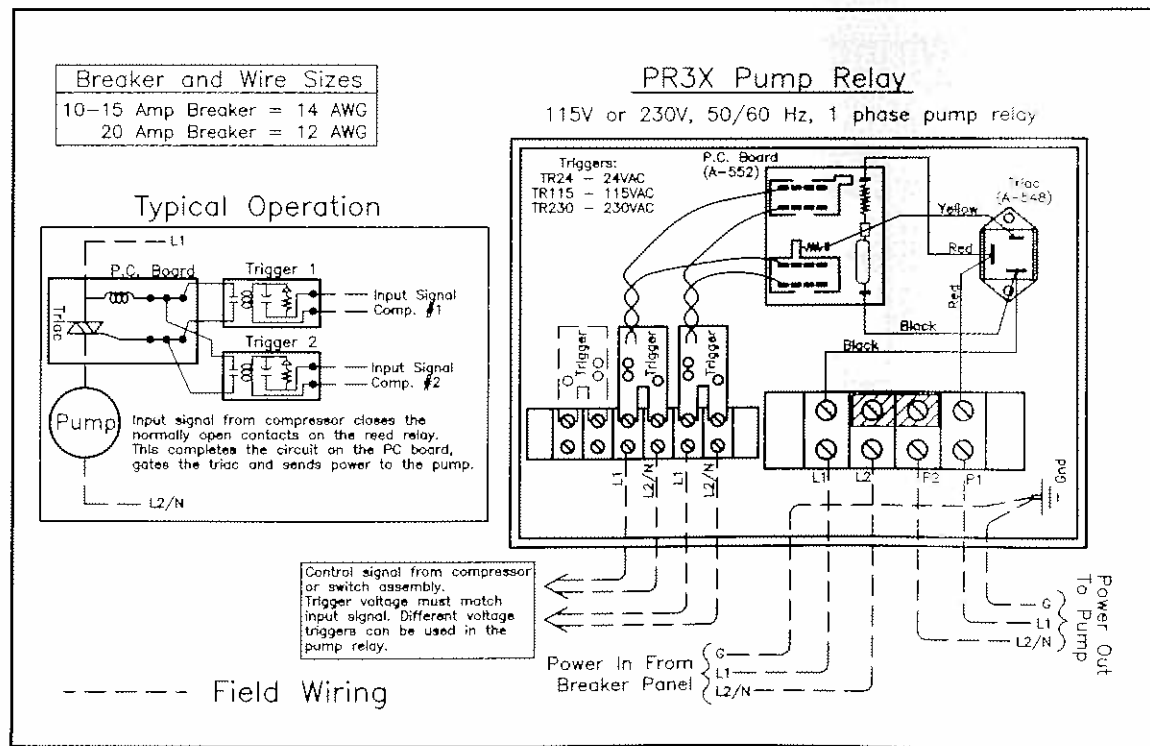 Breaker and Wire Sizes
10-15 Amp Breaker = 14 AWG
20 Amp Breaker = 12 AWG
PR3X Pump Relay
115V or 230V, 50/60 Hz, 1 phase pump relay
Typical Operation
L1
P.C. Board
Triac
Pump
L2/N
Trigger 1
Input Signal
Comp. #1
Trigger 2
Input Signal
Comp. #2
Input signal from compressor closes the
normally open contacts on the reed relay.
This completes the circuit on the PC board,
gates the triac and sends power to the pump.
Triggers:
TR24 - 24VAC
TR115 - 115VAC
TR230 - 230VAC
P.C. Board
(A-552)
Triac
(A-548)
Yellow
Red
Red
Black
Black
Trigger
Trigger
Trigger
L1
L2/N
L1
L2/N
L1
L2
P2
P1
Gnd
Control signal from compressor
or switch assembly.
Trigger voltage must match
input signal. Different voltage
triggers can be used in the
pump relay.
Power In From
Breaker Panel
G
L1
L2/N
G
L1
L2/N
Power Out
To Pump
Field Wiring